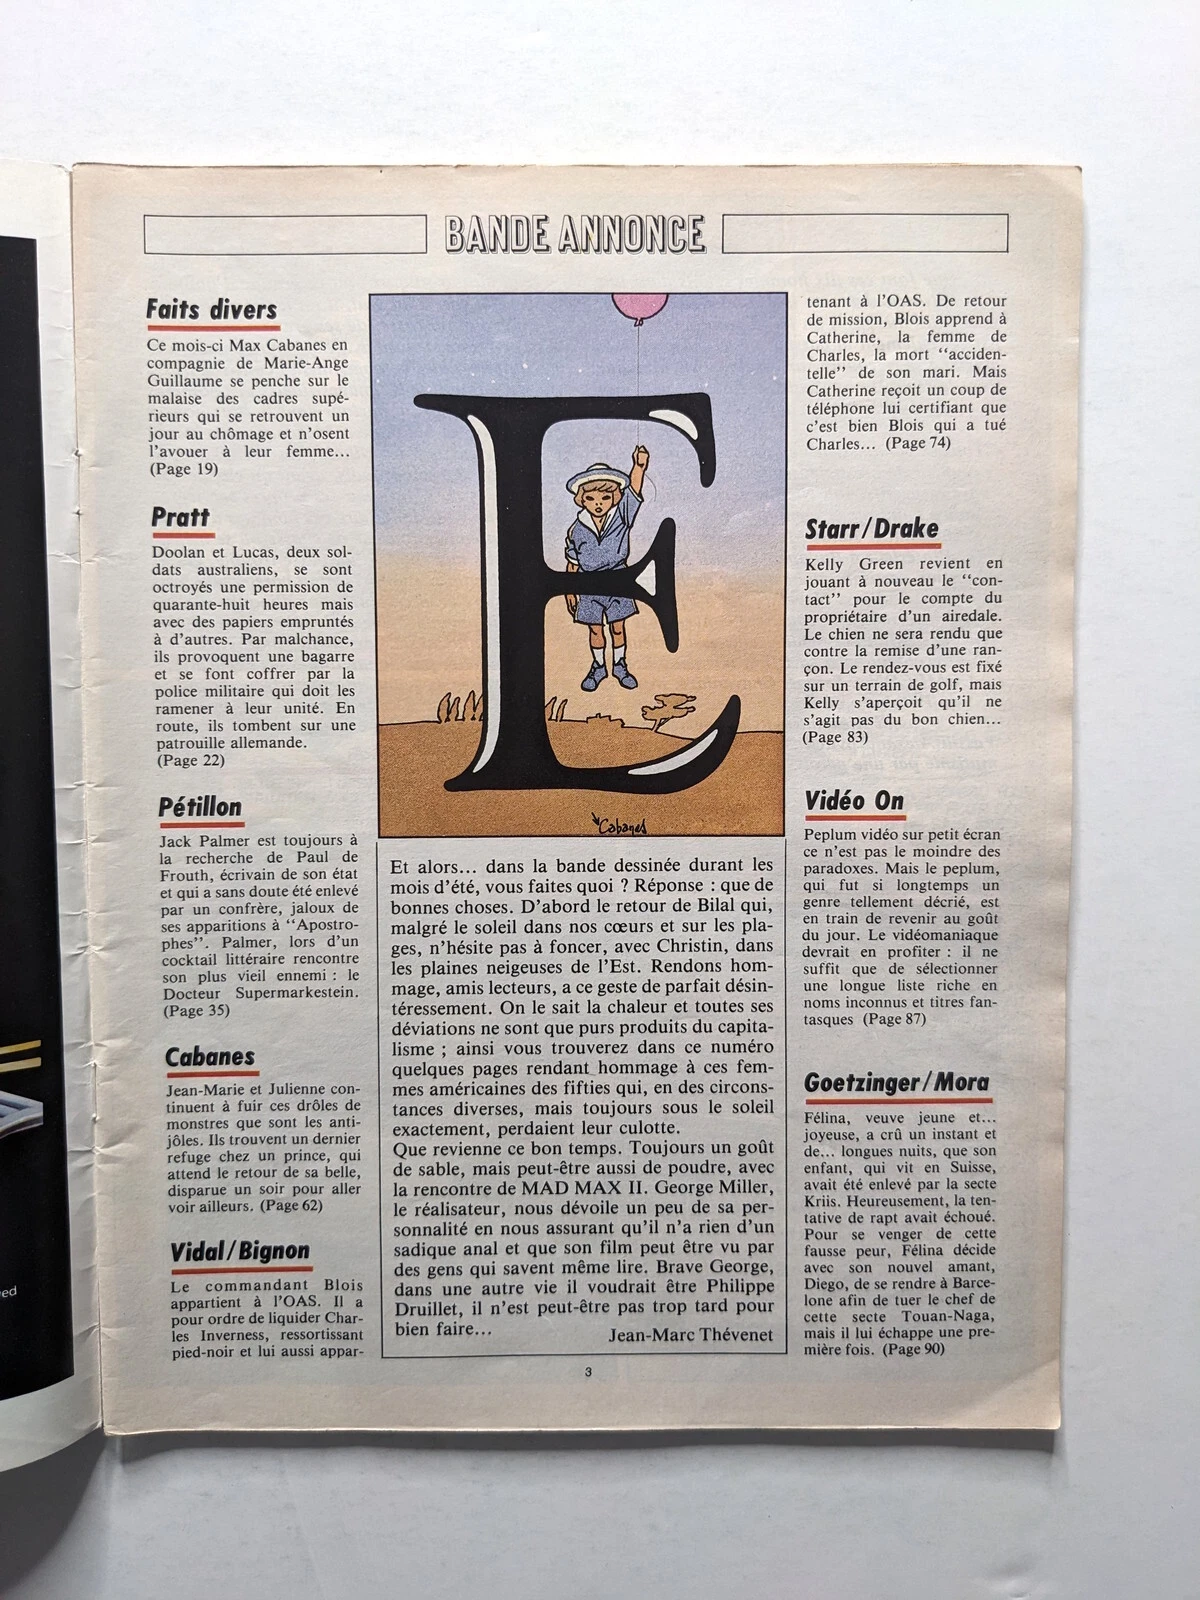 BANDE ANNONCE
Faits divers
Ce mois-ci Max Cabanes en
compagnie de Marie-Ange
Guillaume se penche sur le
malaise des cadres supé-
rieurs qui se retrouvent un
jour au chômage et n'osent
l'avouer à leur femme...
(Page 19)
Pratt
Doolan et Lucas, deux sol-
dats australiens, se sont
octroyés une permission de
quarante-huit heures mais
avec des papiers empruntés
à d'autres. Par malchance,
ils provoquent une bagarre
et se font coffrer par la
police militaire qui doit les
ramener à leur unité. En
route, ils tombent sur une
patrouille allemande.
(Page 22)
Pétillon
Jack Palmer est toujours à
la recherche de Paul de
Frouth, écrivain de son état
et qui a sans doute été enlevé
par un confrère, jaloux de
ses apparitions à "Apostro-
phes". Palmer, lors d'un
cocktail littéraire rencontre
son plus vieil ennemi : le
Docteur Supermarkestein.
(Page 35)
Cabanes
Jean-Marie et Julienne con-
tinuent à fuir ces drôles de
monstres que sont les anti-
jôles. Ils trouvent un dernier
refuge chez un prince, qui
attend le retour de sa belle,
disparue un soir pour aller
voir ailleurs. (Page 62)
Vidal/Bignon
Le commandant Blois
appartient à l'OAS. Il a
pour ordre de liquider Char-
les Inverness, ressortissant
pied-noir et lui aussi appar-
E
Cabanes
Et alors... dans la bande dessinée durant les
mois d'été, vous faites quoi ? Réponse : que de
bonnes choses. D'abord le retour de Bilal qui,
malgré le soleil dans nos cœurs et sur les pla-
ges, n'hésite pas à foncer, avec Christin, dans
les plaines neigeuses de l'Est. Rendons hom-
mage, amis lecteurs, a ce geste de parfait désin-
téressement. On le sait la chaleur et toutes ses
déviations ne sont que purs produits du capita-
lisme ; ainsi vous trouverez dans ce numéro
quelques pages rendant hommage à ces fem-
mes américaines des fifties qui, en des circons-
tances diverses, mais toujours sous le soleil
exactement, perdaient leur culotte.
Que revienne ce bon temps. Toujours un goût
de sable, mais peut-être aussi de poudre, avec
la rencontre de MAD MAX II. George Miller,
le réalisateur, nous dévoile un peu de sa per-
sonnalité en nous assurant qu'il n'a rien d'un
sadique anal et que son film peut être vu par
des gens qui savent même lire. Brave George,
dans une autre vie il voudrait être Philippe
Druillet, il n'est peut-être pas trop tard pour
bien faire...
Jean-Marc Thévenet
tenant à l'OAS. De retour
de mission, Blois apprend à
Catherine, la femme de
Charles, la mort "acciden-
telle" de son mari. Mais
Catherine reçoit un coup de
téléphone lui certifiant que
c'est bien Blois qui a tué
Charles... (Page 74)
Starr/Drake
Kelly Green revient en
jouant à nouveau le "con-
tact" pour le compte du
propriétaire d'un airedale.
Le chien ne sera rendu que
contre la remise d'une ran-
çon. Le rendez-vous est fixé
sur un terrain de golf, mais
Kelly s'aperçoit qu'il ne
s'agit pas du bon chien...
(Page 83)
Vidéo On
Peplum vidéo sur petit écran
ce n'est pas le moindre des
paradoxes. Mais le peplum,
qui fut si longtemps un
genre tellement décrié, est
en train de revenir au goût
du jour. Le vidéomaniaque
devrait en profiter : il ne
suffit que de sélectionner
une longue liste riche en
noms inconnus et titres fan-
tasques (Page 87)
Goetzinger/Mora
Félina, veuve jeune et...
joyeuse, a crû un instant et
de... longues nuits, que son
enfant, qui vit en Suisse,
avait été enlevé par la secte
Kriis. Heureusement, la ten-
tative de rapt avait échoué.
Pour se venger de cette
fausse peur, Félina décide
avec son nouvel amant,
Diego, de se rendre à Barce-
lone afin de tuer le chef de
cette secte Touan-Naga,
mais il lui échappe une pre-
mière fois. (Page 90)
3